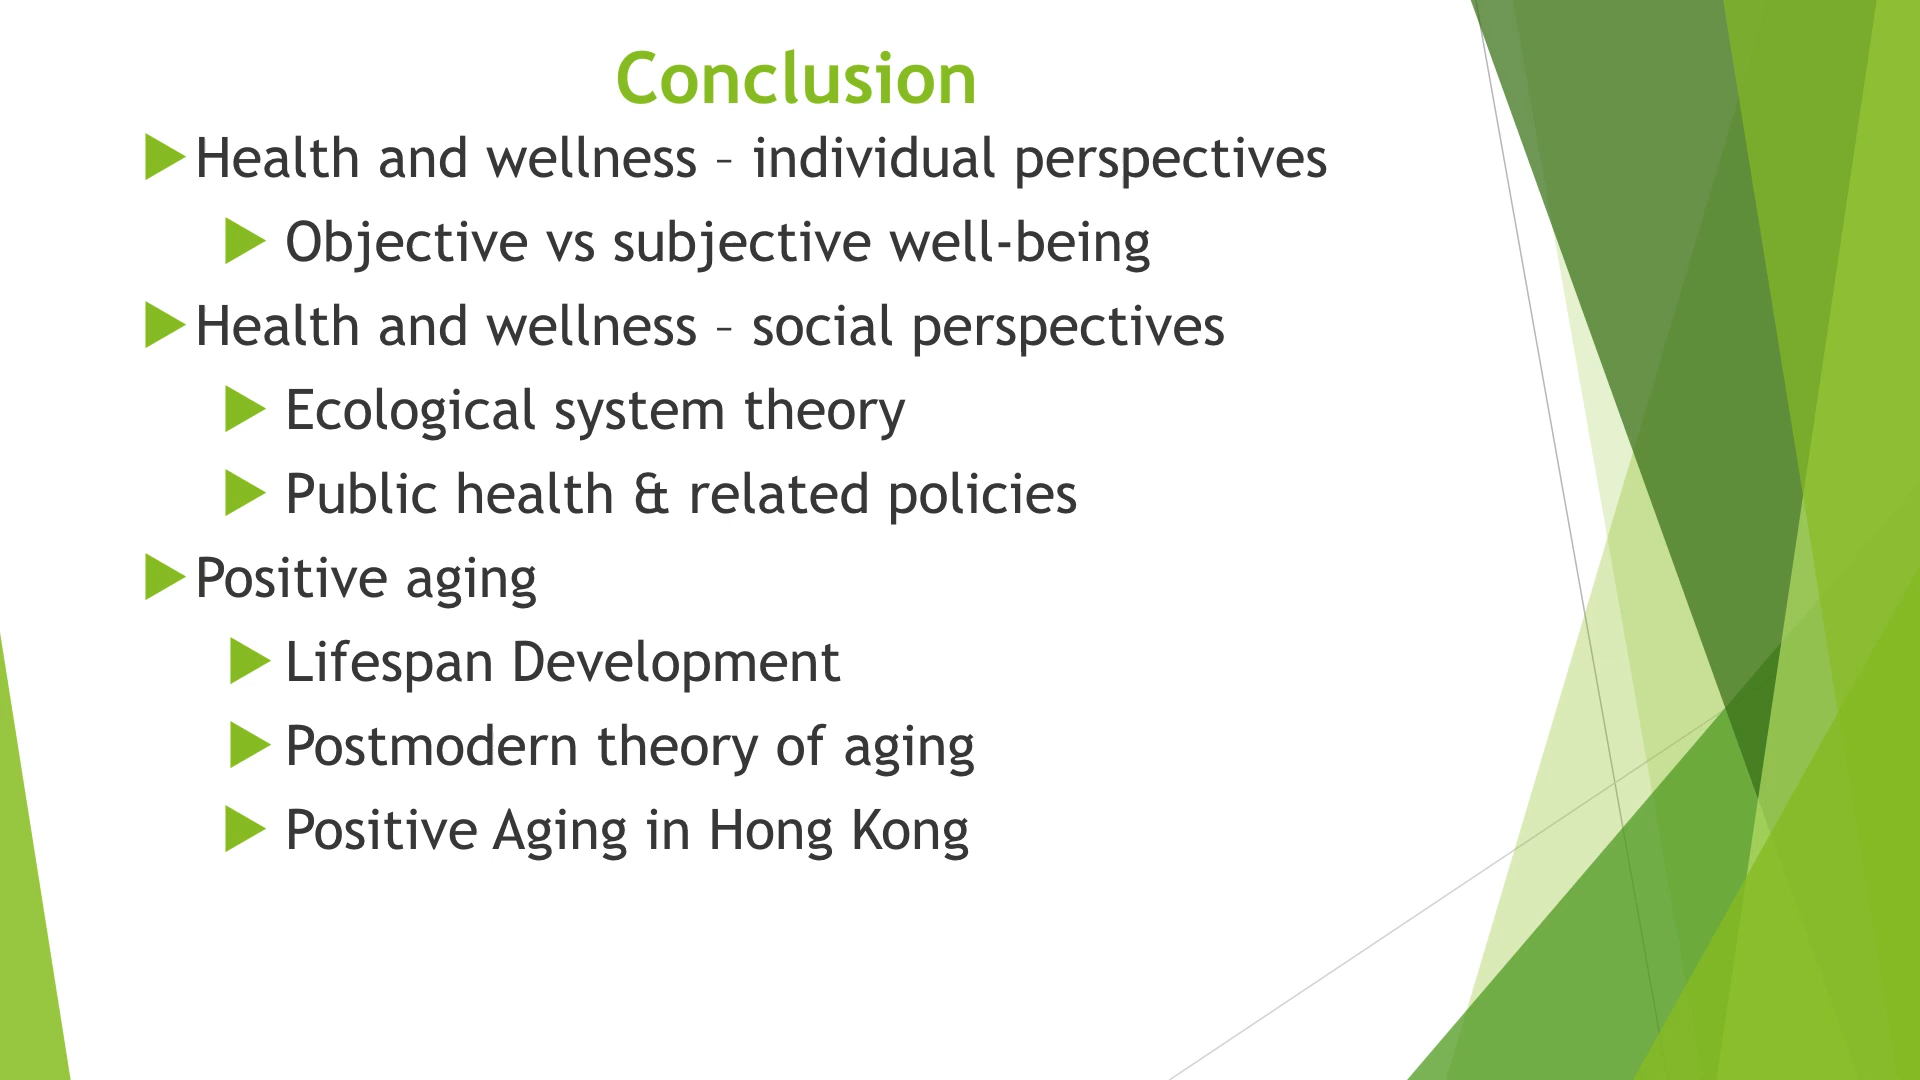 Conclusion
Health and wellness – individual perspectives
Objective vs subjective well-being
Health and wellness – social perspectives
Ecological system theory
Public health & related policies
Positive aging
Lifespan Development
Postmodern theory of aging
Positive Aging in Hong Kong